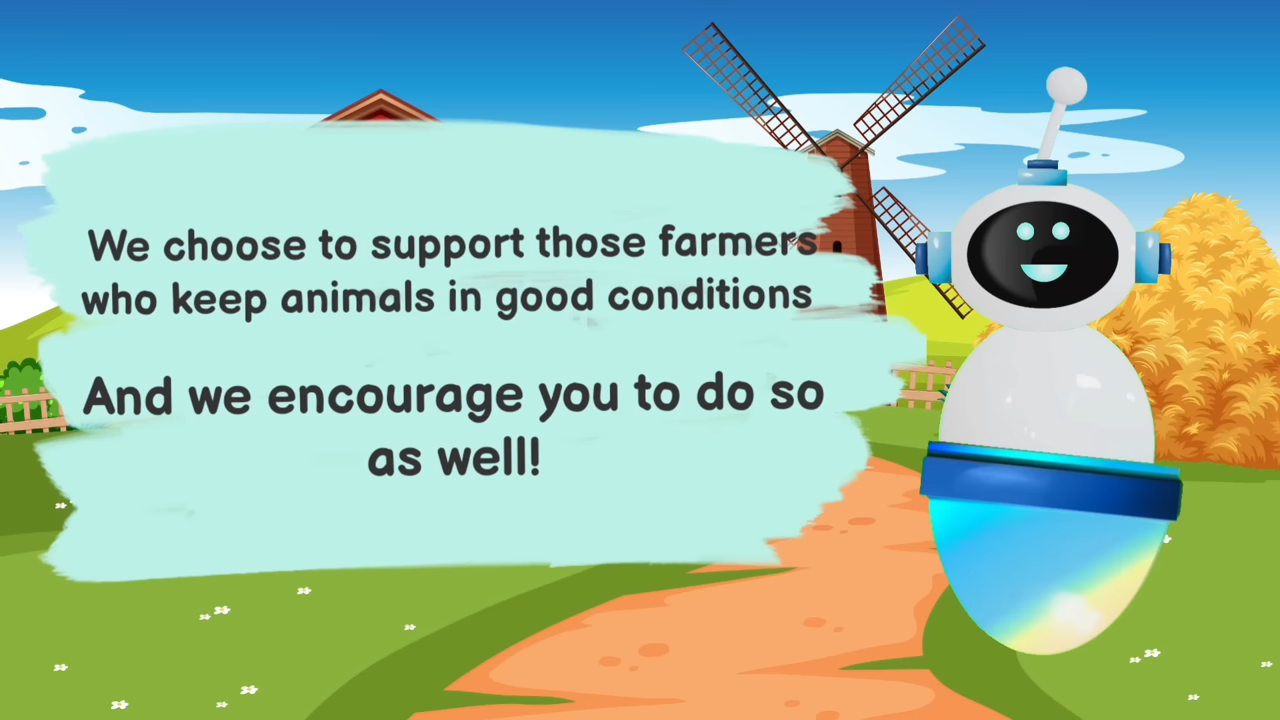 We choose to support those farmers
who keep animals in good conditions
And we encourage you to do so
as well!